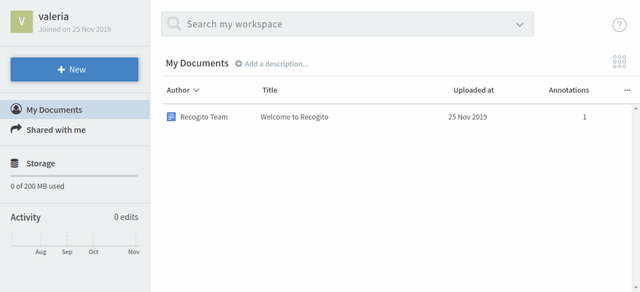 V
valeria
Joined on 25 Nov 2019
+ New
My Documents
Shared with me
Storage
0 of 200 MB used
Activity 0 edits
Aug Sep Oct Nov
Search my workspace
?
My Documents Add a description...
Author Title Uploaded at Annotations ...
Recogito Team Welcome to Recogito 25 Nov 2019 1